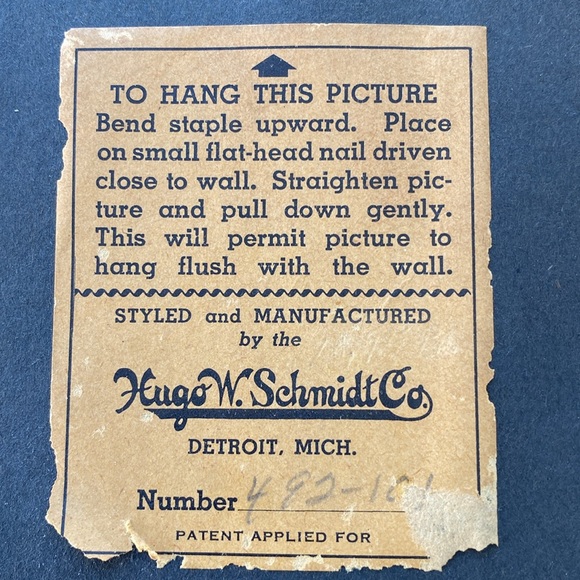 TO HANG THIS PICTURE
Bend staple upward. Place
on small flat-head nail driven
close to wall. Straighten pic-
ture and pull down gently.
This will permit picture to
hang flush with the wall.
STYLED and MANUFACTURED
by the
Hugo W. Schmidt Co.
DETROIT, MICH.
Number 492-
PATENT APPLIED FOR